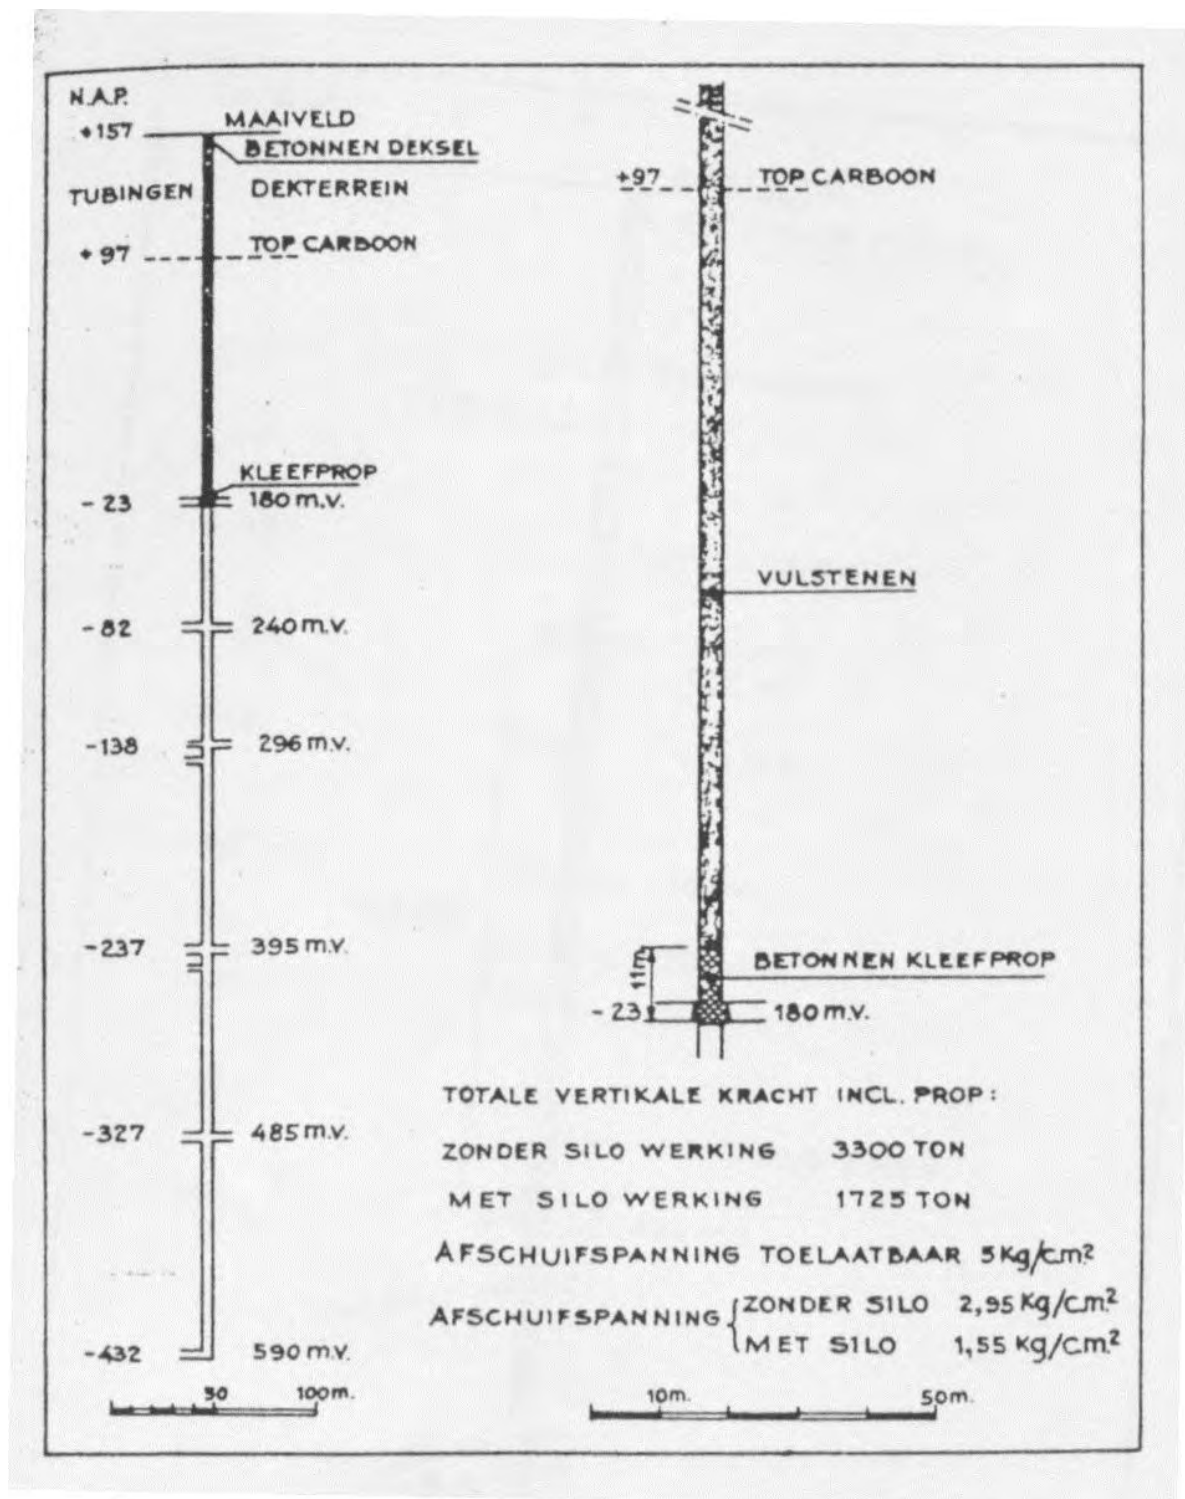 N.A.P.
+157 MAAIVELD
BETONNEN DEKSEL
TUBINGEN DEKTERREIN
+97 TOP CARBOON
KLEEFPROP
-23 180 m.v.
-82 240 m.v.
-138 296 m.v.
-237 395 m.v.
-327 485 m.v.
-432 590 m.v.
50 100m.
+97 TOP CARBOON
VULSTENEN
11m
BETONNEN KLEEFPROP
-23 180 m.v.
TOTALE VERTIKALE KRACHT INCL. PROP:
ZONDER SILO WERKING 3300 TON
MET SILO WERKING 1725 TON
AFSCHUIFSPANNING TOELAATBAAR 5 Kg/cm²
AFSCHUIFSPANNING { ZONDER SILO 2,95 Kg/cm²
MET SILO 1,55 Kg/cm²
10m. 50m.